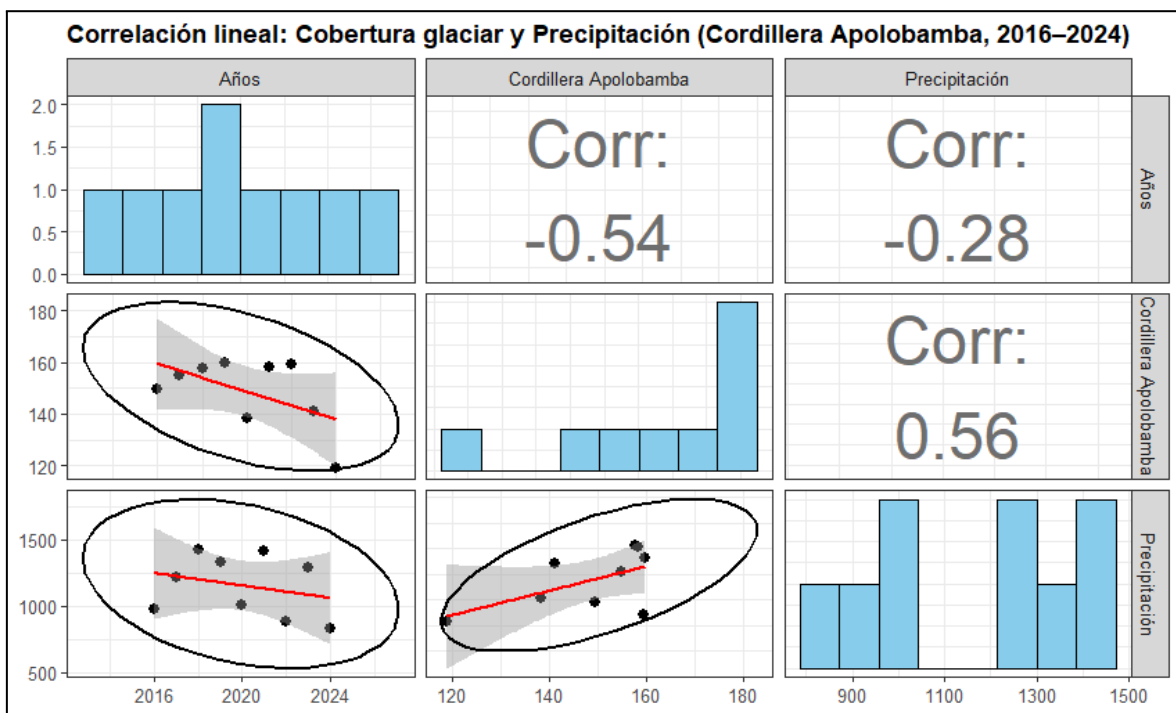 Correlación lineal: Cobertura glaciar y Precipitación (Cordillera Apolobamba, 2016–2024)
Años
Cordillera Apolobamba
Precipitación
2.0
1.5
1.0
0.5
0.0
Corr:
-0.54
Corr:
-0.28
Años
180
160
140
120
Corr:
0.56
Cordillera Apolobamba
1500
1000
500
Precipitación
2016
2020
2024
120
140
160
180
900
1100
1300
1500